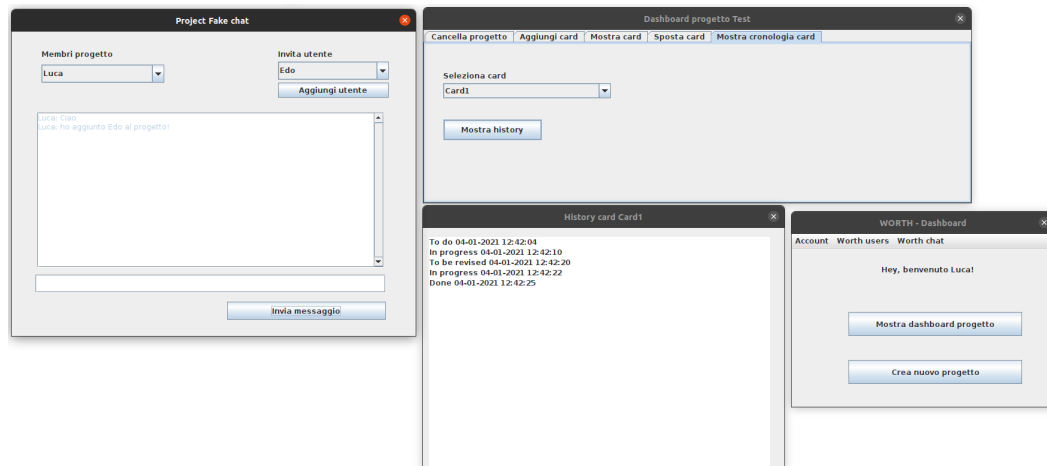 Project Fake chat
Membri progetto
Invita utente
Luca
Edo
Aggiungi utente
Luca: Ciao
Luca: ho aggiunto Edo al progetto!
Invia messaggio
Dashboard progetto Test
Cancella progetto Aggiungi card Mostra card Sposta card Mostra cronologia card
Seleziona card
Card1
Mostra history
History card Card1
To do 04-01-2021 12:42:04
In progress 04-01-2021 12:42:10
To be revised 04-01-2021 12:42:20
In progress 04-01-2021 12:42:22
Done 04-01-2021 12:42:25
WORTH - Dashboard
Account Worth users Worth chat
Hey, benvenuto Luca!
Mostra dashboard progetto
Crea nuovo progetto